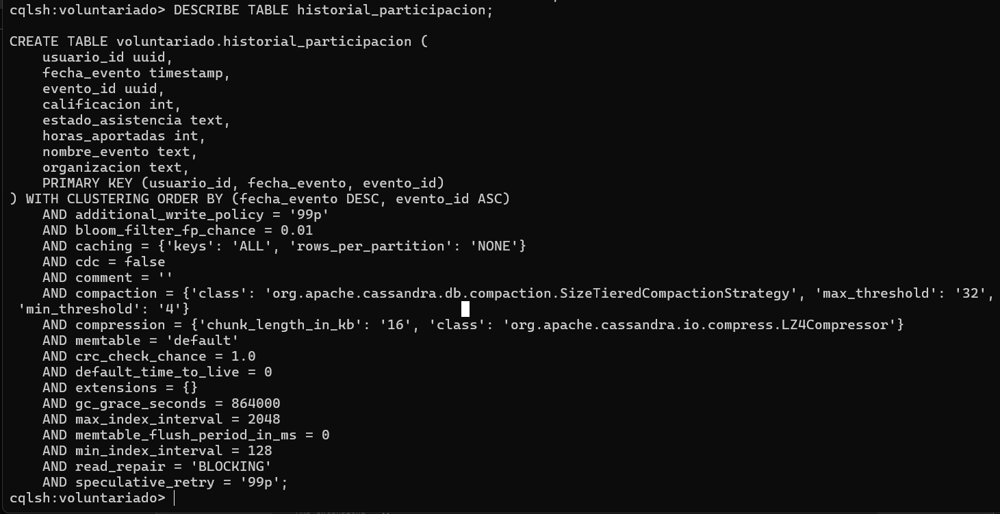 cqlsh:voluntariado> DESCRIBE TABLE historial_participacion;
CREATE TABLE voluntariado.historial_participacion (
    usuario_id uuid,
    fecha_evento timestamp,
    evento_id uuid,
    calificacion int,
    estado_asistencia text,
    horas_aportadas int,
    nombre_evento text,
    organizacion text,
    PRIMARY KEY (usuario_id, fecha_evento, evento_id)
) WITH CLUSTERING ORDER BY (fecha_evento DESC, evento_id ASC)
    AND additional_write_policy = '99p'
    AND bloom_filter_fp_chance = 0.01
    AND caching = {'keys': 'ALL', 'rows_per_partition': 'NONE'}
    AND cdc = false
    AND comment = ''
    AND compaction = {'class': 'org.apache.cassandra.db.compaction.SizeTieredCompactionStrategy', 'max_threshold': '32',
 'min_threshold': '4'}
    AND compression = {'chunk_length_in_kb': '16', 'class': 'org.apache.cassandra.io.compress.LZ4Compressor'}
    AND memtable = 'default'
    AND crc_check_chance = 1.0
    AND default_time_to_live = 0
    AND extensions = {}
    AND gc_grace_seconds = 864000
    AND max_index_interval = 2048
    AND memtable_flush_period_in_ms = 0
    AND min_index_interval = 128
    AND read_repair = 'BLOCKING'
    AND speculative_retry = '99p';
cqlsh:voluntariado>